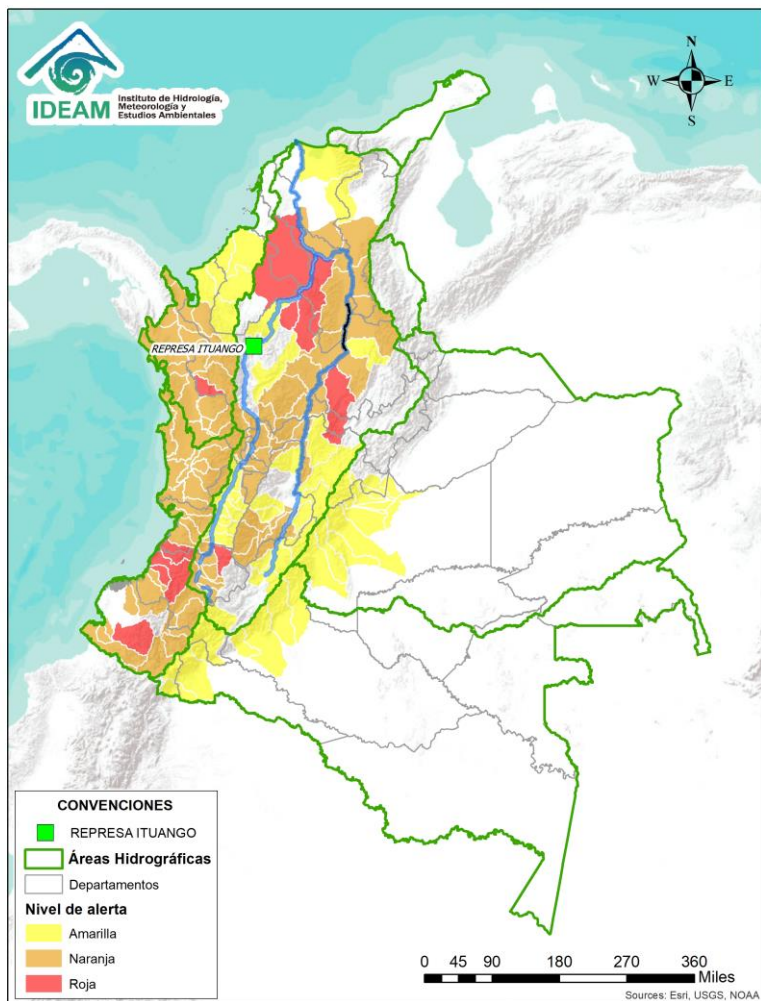 IDEAM
Instituto de Hidrología,
Meteorología y
Estudios Ambientales
N
W
E
S
REPRESA ITUANGO
CONVENCIONES
REPRESA ITUANGO
Áreas Hidrográficas
Departamentos
Nivel de alerta
Amarilla
Naranja
Roja
0 45 90 180 270 360
Miles
Sources: Esri, USGS, NOAA